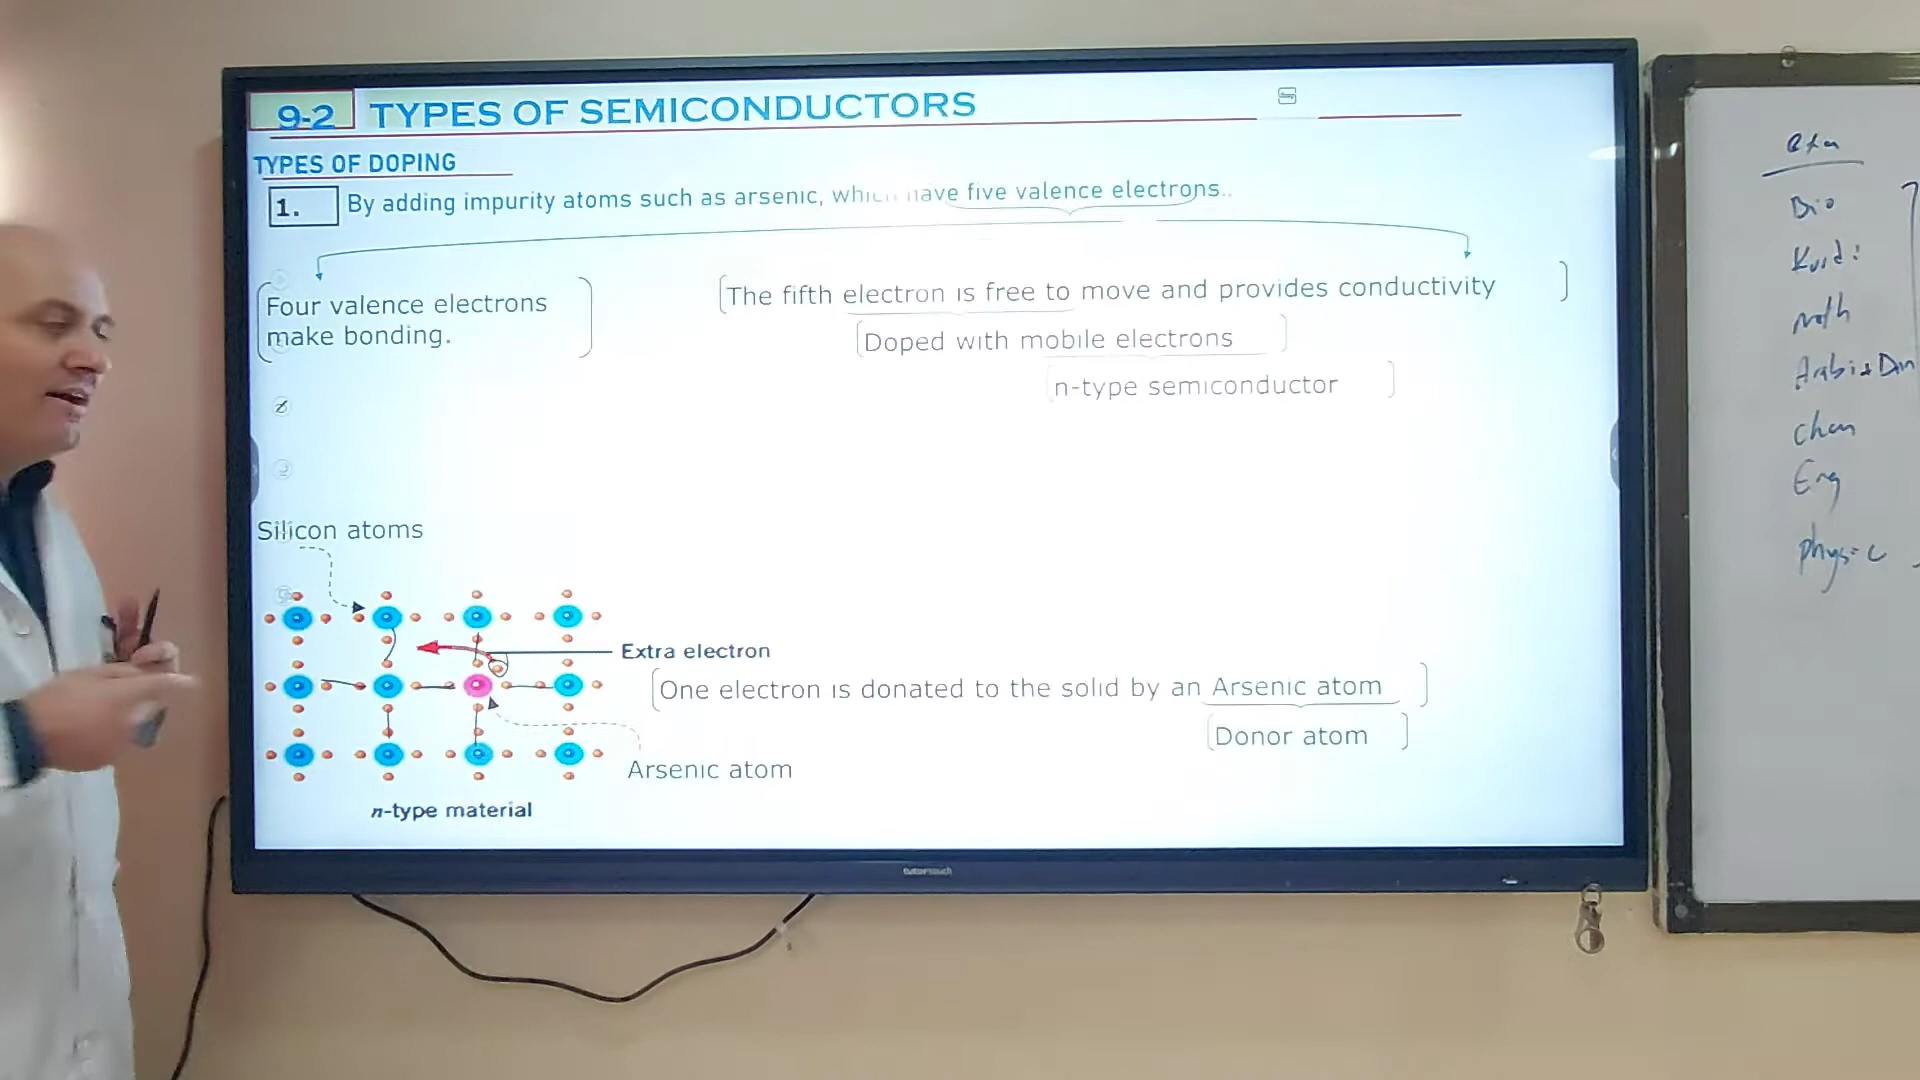 9-2 TYPES OF SEMICONDUCTORS
TYPES OF DOPING
1. By adding impurity atoms such as arsenic, which have five valence electrons..
Four valence electrons
make bonding.
The fifth electron is free to move and provides conductivity
Doped with mobile electrons
n-type semiconductor
Silicon atoms
Extra electron
One electron is donated to the solid by an Arsenic atom
Donor atom
Arsenic atom
n-type material
Bio
Kurdi
Math
Chem
Eng
physic